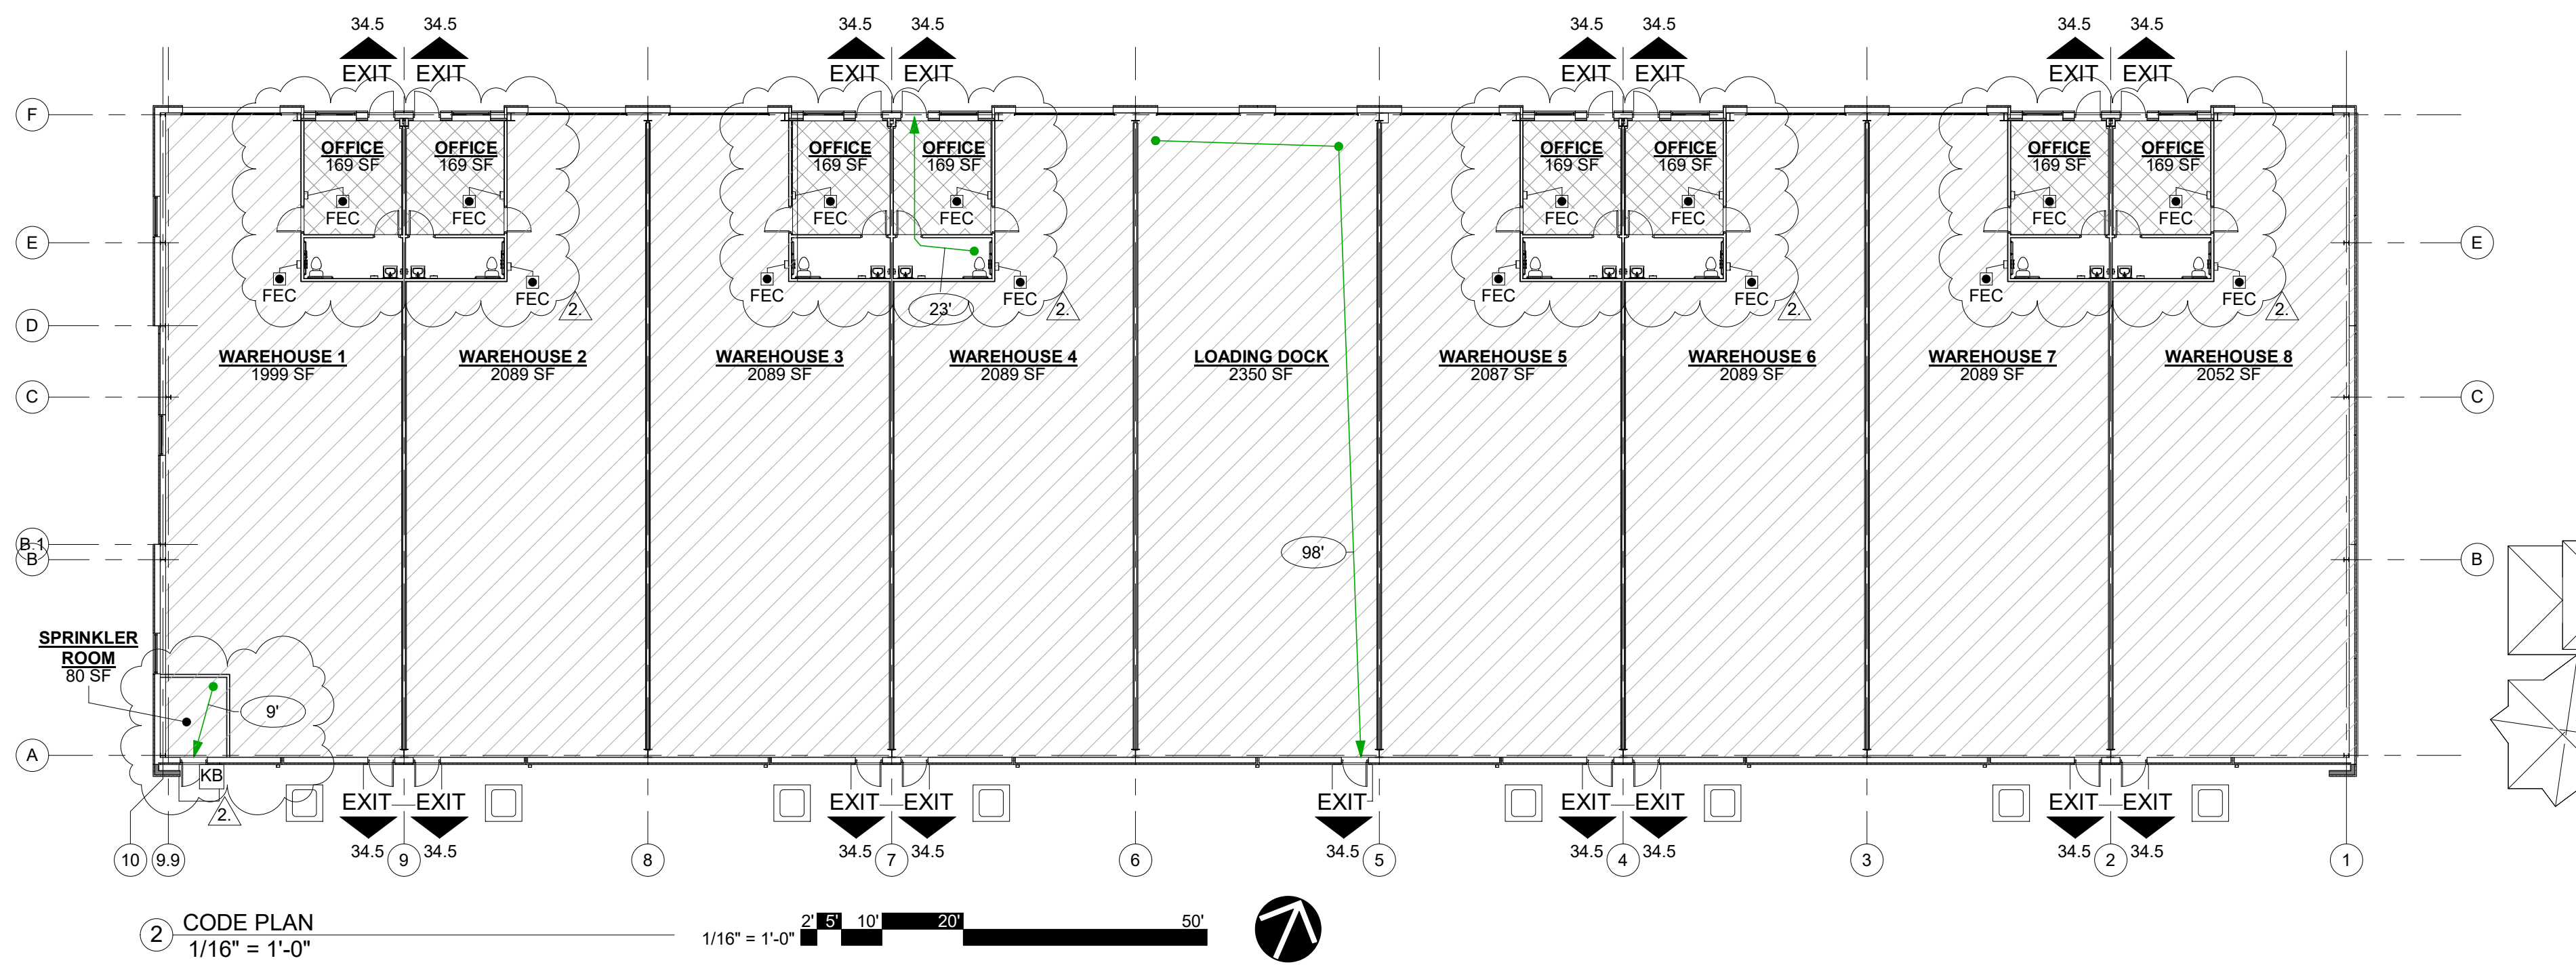 34.5 34.5 34.5 34.5 34.5 34.5 34.5 34.5
EXIT EXIT EXIT EXIT EXIT EXIT EXIT EXIT
F
OFFICE OFFICE OFFICE OFFICE OFFICE OFFICE OFFICE OFFICE
169 SF 169 SF 169 SF 169 SF 169 SF 169 SF 169 SF 169 SF
FEC FEC FEC FEC FEC FEC FEC FEC
E E
FEC FEC FEC FEC FEC FEC FEC FEC
2. 23' 2. 2. 2.
D
WAREHOUSE 1 WAREHOUSE 2 WAREHOUSE 3 WAREHOUSE 4 LOADING DOCK WAREHOUSE 5 WAREHOUSE 6 WAREHOUSE 7 WAREHOUSE 8
1999 SF 2089 SF 2089 SF 2089 SF 2350 SF 2087 SF 2089 SF 2089 SF 2052 SF
C C
B.1 98'
B B
SPRINKLER
ROOM
80 SF
9'
A
KB
2.
EXIT EXIT EXIT EXIT EXIT EXIT EXIT EXIT EXIT
34.5 34.5 34.5 34.5 34.5 34.5 34.5 34.5 34.5
10 9.9 9 8 7 6 5 4 3 2 1
2 CODE PLAN
1/16" = 1'-0"
2' 5' 10' 20' 50'
1/16" = 1'-0"